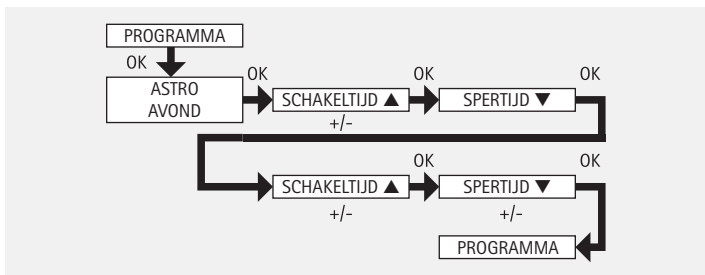 PROGRAMMA
OK
ASTRO
AVOND
OK
SCHAKELTIJD ▲
+/-
OK
SPERTIJD ▼
OK
SCHAKELTIJD ▲
+/-
OK
SPERTIJD ▼
+/-
OK
PROGRAMMA